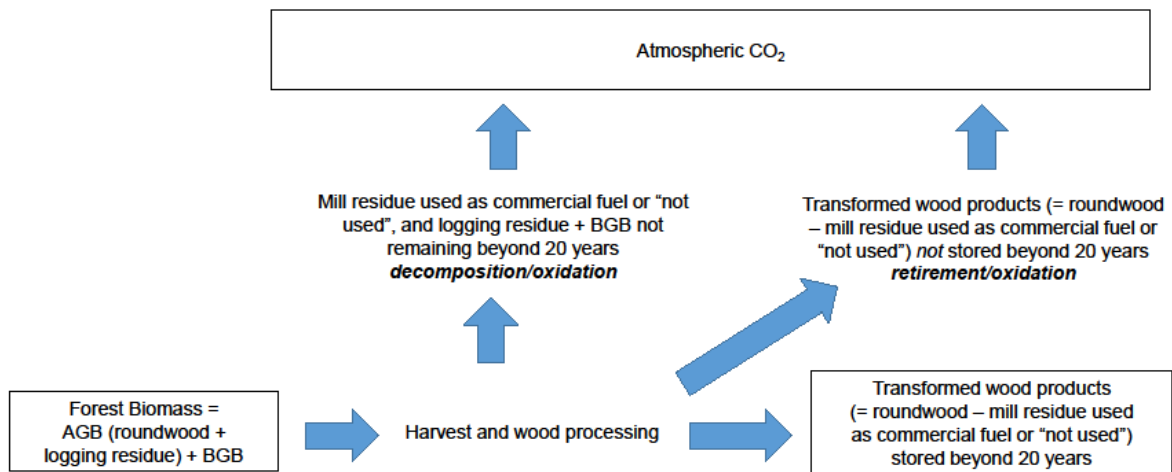 Atmospheric CO₂
Mill residue used as commercial fuel or “not
used”, and logging residue + BGB not
remaining beyond 20 years
decomposition/oxidation
Transformed wood products (= roundwood
– mill residue used as commercial fuel or
“not used”) not stored beyond 20 years
retirement/oxidation
Forest Biomass =
AGB (roundwood +
logging residue) + BGB
Harvest and wood processing
Transformed wood products
(= roundwood – mill residue used
as commercial fuel or “not used”)
stored beyond 20 years